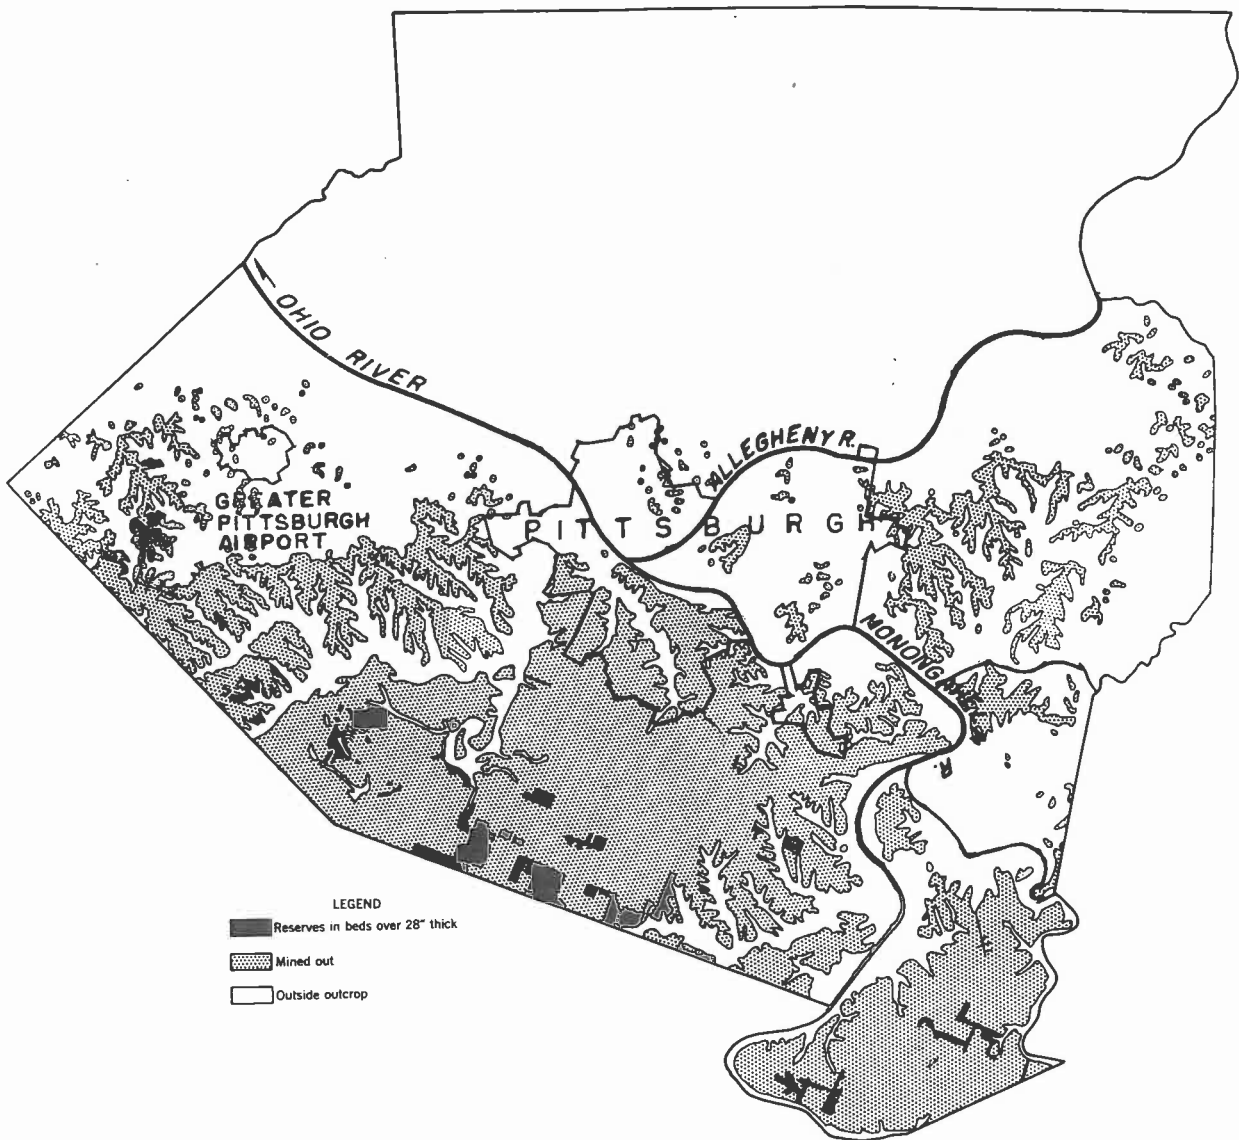 OHIO RIVER
ALLEGHENY R.
GREATER
PITTSBURGH
AIRPORT
PITTSBURGH
MONONGAHELA
R.
LEGEND
Reserves in beds over 28" thick
Mined out
Outside outcrop